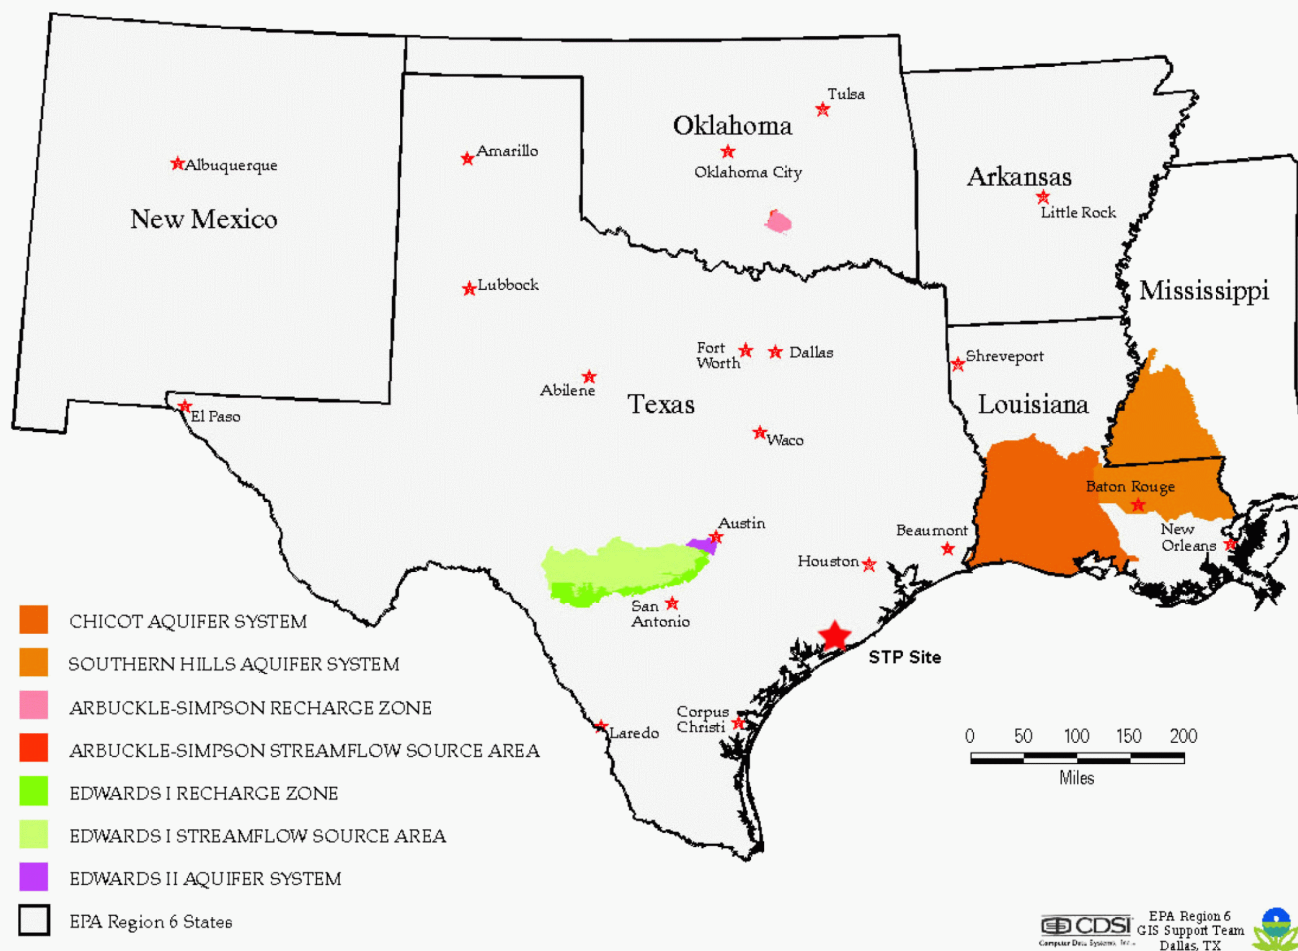 Tulsa
Oklahoma
Amarillo
Oklahoma City
Albuquerque
Arkansas
Little Rock
New Mexico
Lubbock
Mississippi
Fort
Worth
Dallas
Shreveport
Abilene
Texas
Louisiana
El Paso
Waco
Baton Rouge
Austin
Beaumont
New
Orleans
Houston
San
Antonio
STP Site
Corpus
Christi
Laredo
0 50 100 150 200
Miles
CHICOT AQUIFER SYSTEM
SOUTHERN HILLS AQUIFER SYSTEM
ARBUCKLE-SIMPSON RECHARGE ZONE
ARBUCKLE-SIMPSON STREAMFLOW SOURCE AREA
EDWARDS I RECHARGE ZONE
EDWARDS I STREAMFLOW SOURCE AREA
EDWARDS II AQUIFER SYSTEM
EPA Region 6 States
CDSI
Computer Data Systems, Inc.
EPA Region 6
GIS Support Team
Dallas, TX